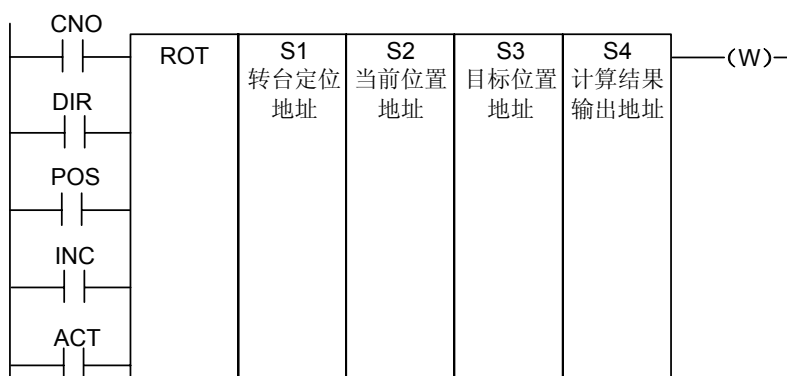 CNO
ROT S1 S2 S3 S4 (W)
转台定位 当前位置 目标位置 计算结果
地址 地址 地址 输出地址
DIR
POS
INC
ACT